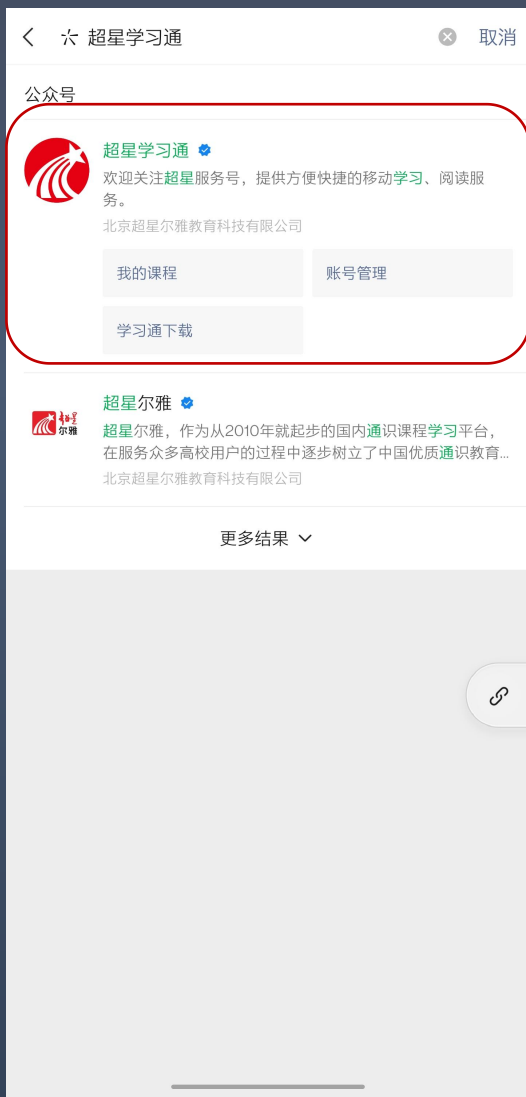 超星学习通
取消
公众号
超星学习通
欢迎关注超星服务号，提供方便快捷的移动学习、阅读服
务。
北京超星尔雅教育科技有限公司
我的课程
账号管理
学习通下载
超星
尔雅
超星尔雅
超星尔雅，作为从2010年就起步的国内通识课程学习平台，
在服务众多高校用户的过程中逐步树立了中国优质通识教育...
北京超星尔雅教育科技有限公司
更多结果